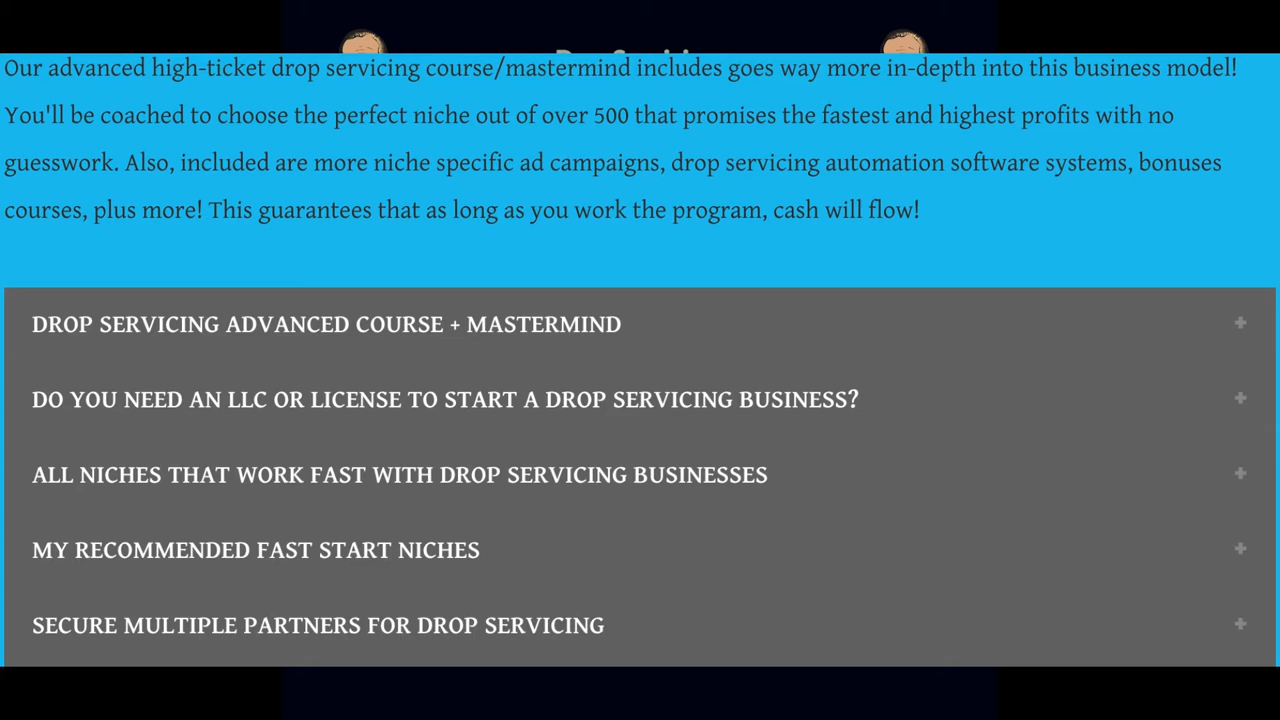 Our advanced high-ticket drop servicing course/mastermind includes goes way more in-depth into this business model!
You'll be coached to choose the perfect niche out of over 500 that promises the fastest and highest profits with no
guesswork. Also, included are more niche specific ad campaigns, drop servicing automation software systems, bonuses
courses, plus more! This guarantees that as long as you work the program, cash will flow!
DROP SERVICING ADVANCED COURSE + MASTERMIND +
DO YOU NEED AN LLC OR LICENSE TO START A DROP SERVICING BUSINESS? +
ALL NICHES THAT WORK FAST WITH DROP SERVICING BUSINESSES +
MY RECOMMENDED FAST START NICHES +
SECURE MULTIPLE PARTNERS FOR DROP SERVICING +